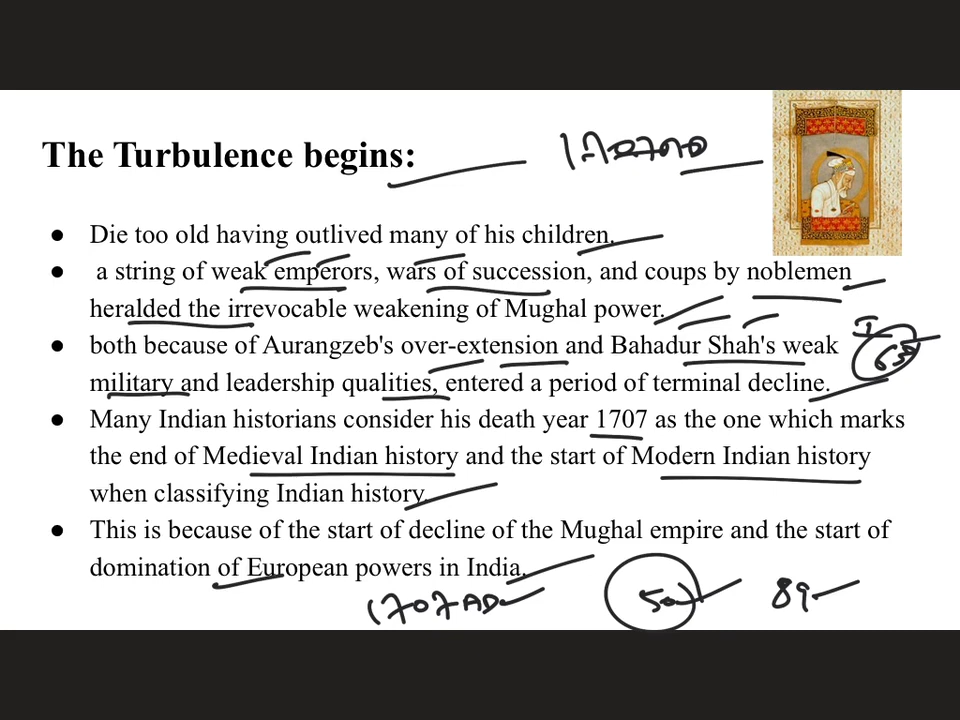 The Turbulence begins:
● Die too old having outlived many of his children.
● a string of weak emperors, wars of succession, and coups by noblemen
heralded the irrevocable weakening of Mughal power.
● both because of Aurangzeb's over-extension and Bahadur Shah's weak
military and leadership qualities, entered a period of terminal decline.
● Many Indian historians consider his death year 1707 as the one which marks
the end of Medieval Indian history and the start of Modern Indian history
when classifying Indian history.
● This is because of the start of decline of the Mughal empire and the start of
domination of European powers in India.
1707 AD 50 89